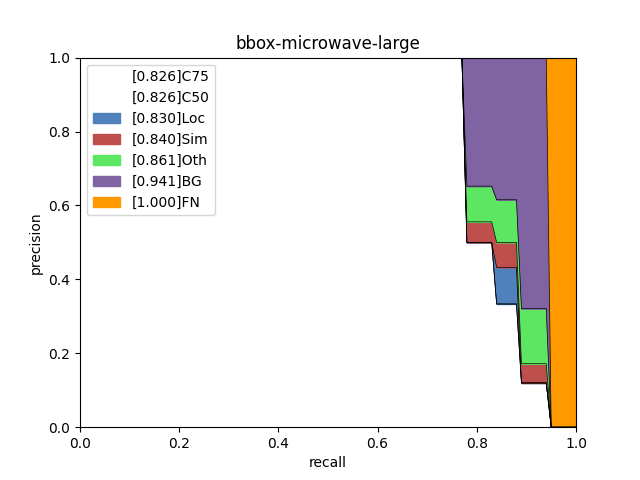 bbox-microwave-large
1.0
0.8
0.6
0.4
0.2
0.0
precision
[0.826]C75
[0.826]C50
[0.830]Loc
[0.840]Sim
[0.861]Oth
[0.941]BG
[1.000]FN
0.0 0.2 0.4 0.6 0.8 1.0
recall